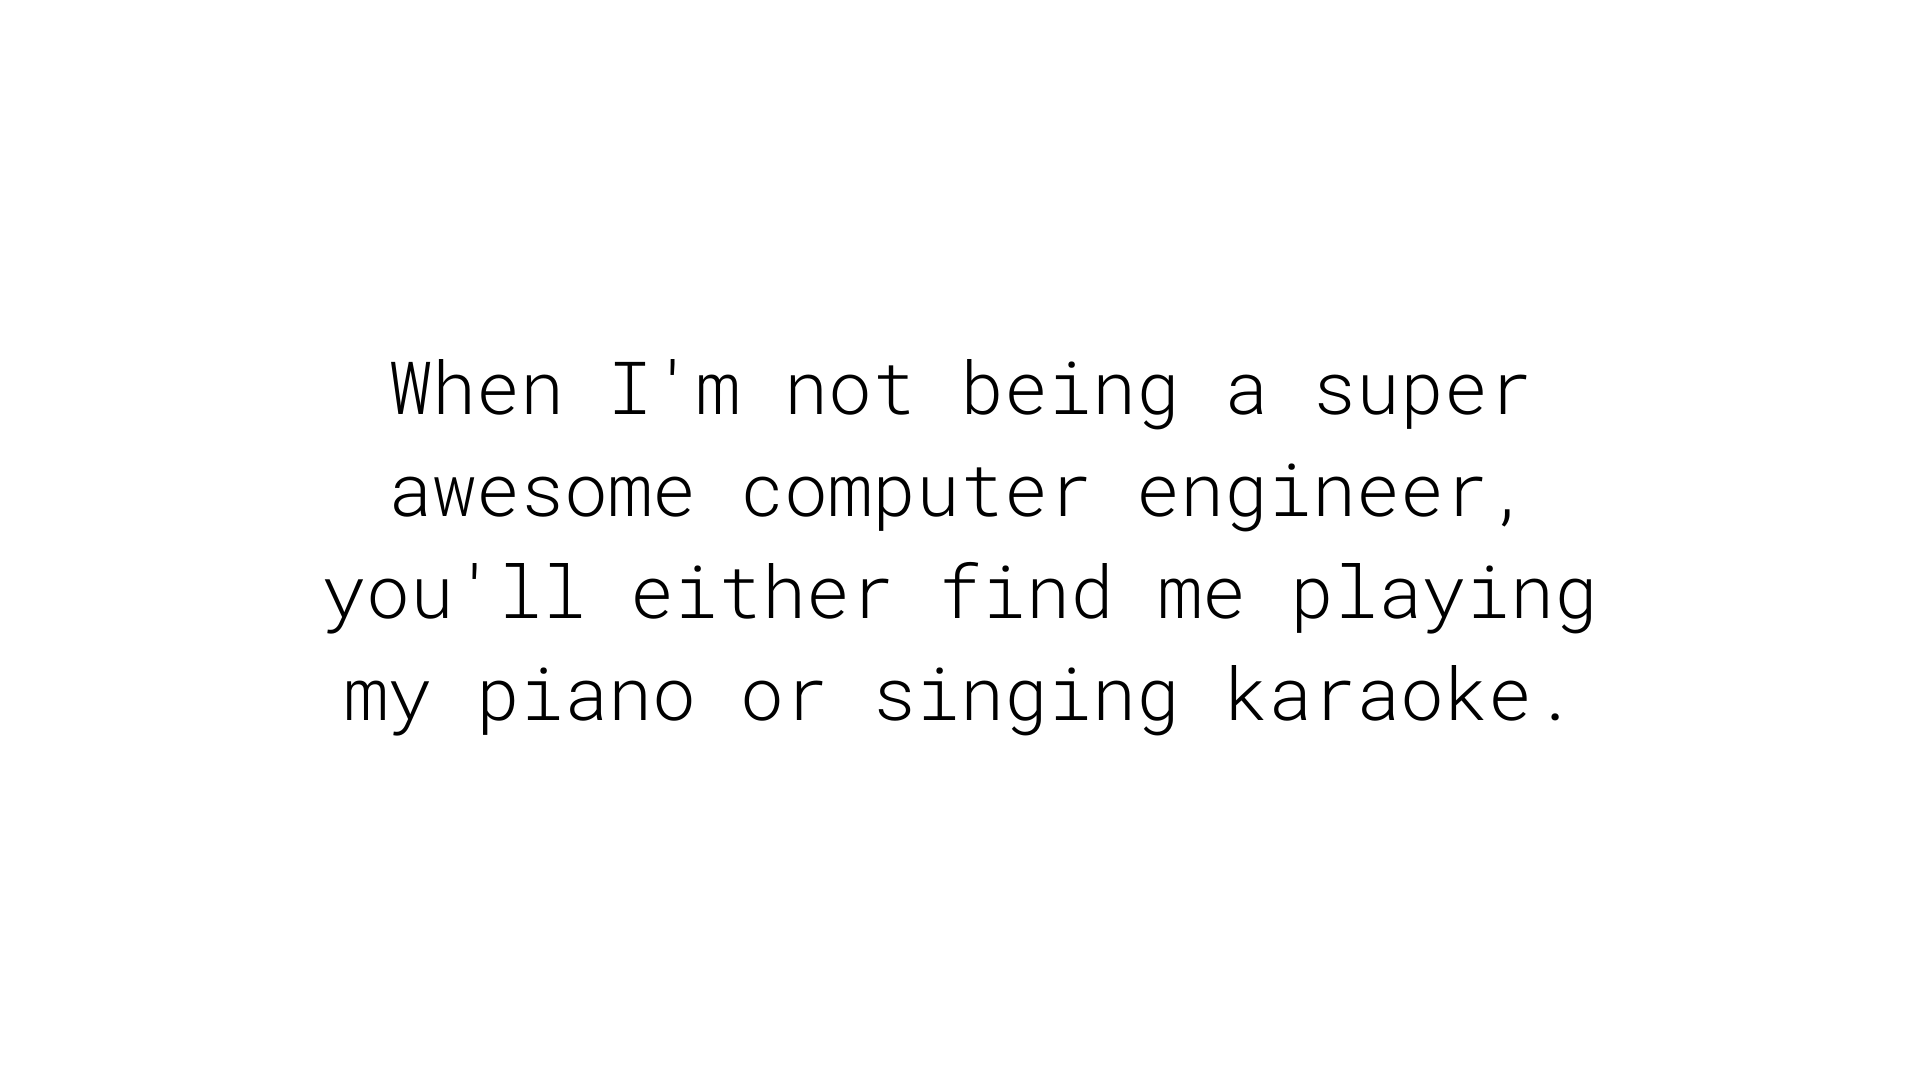 When I'm not being a super
awesome computer engineer,
you'll either find me playing
my piano or singing karaoke.